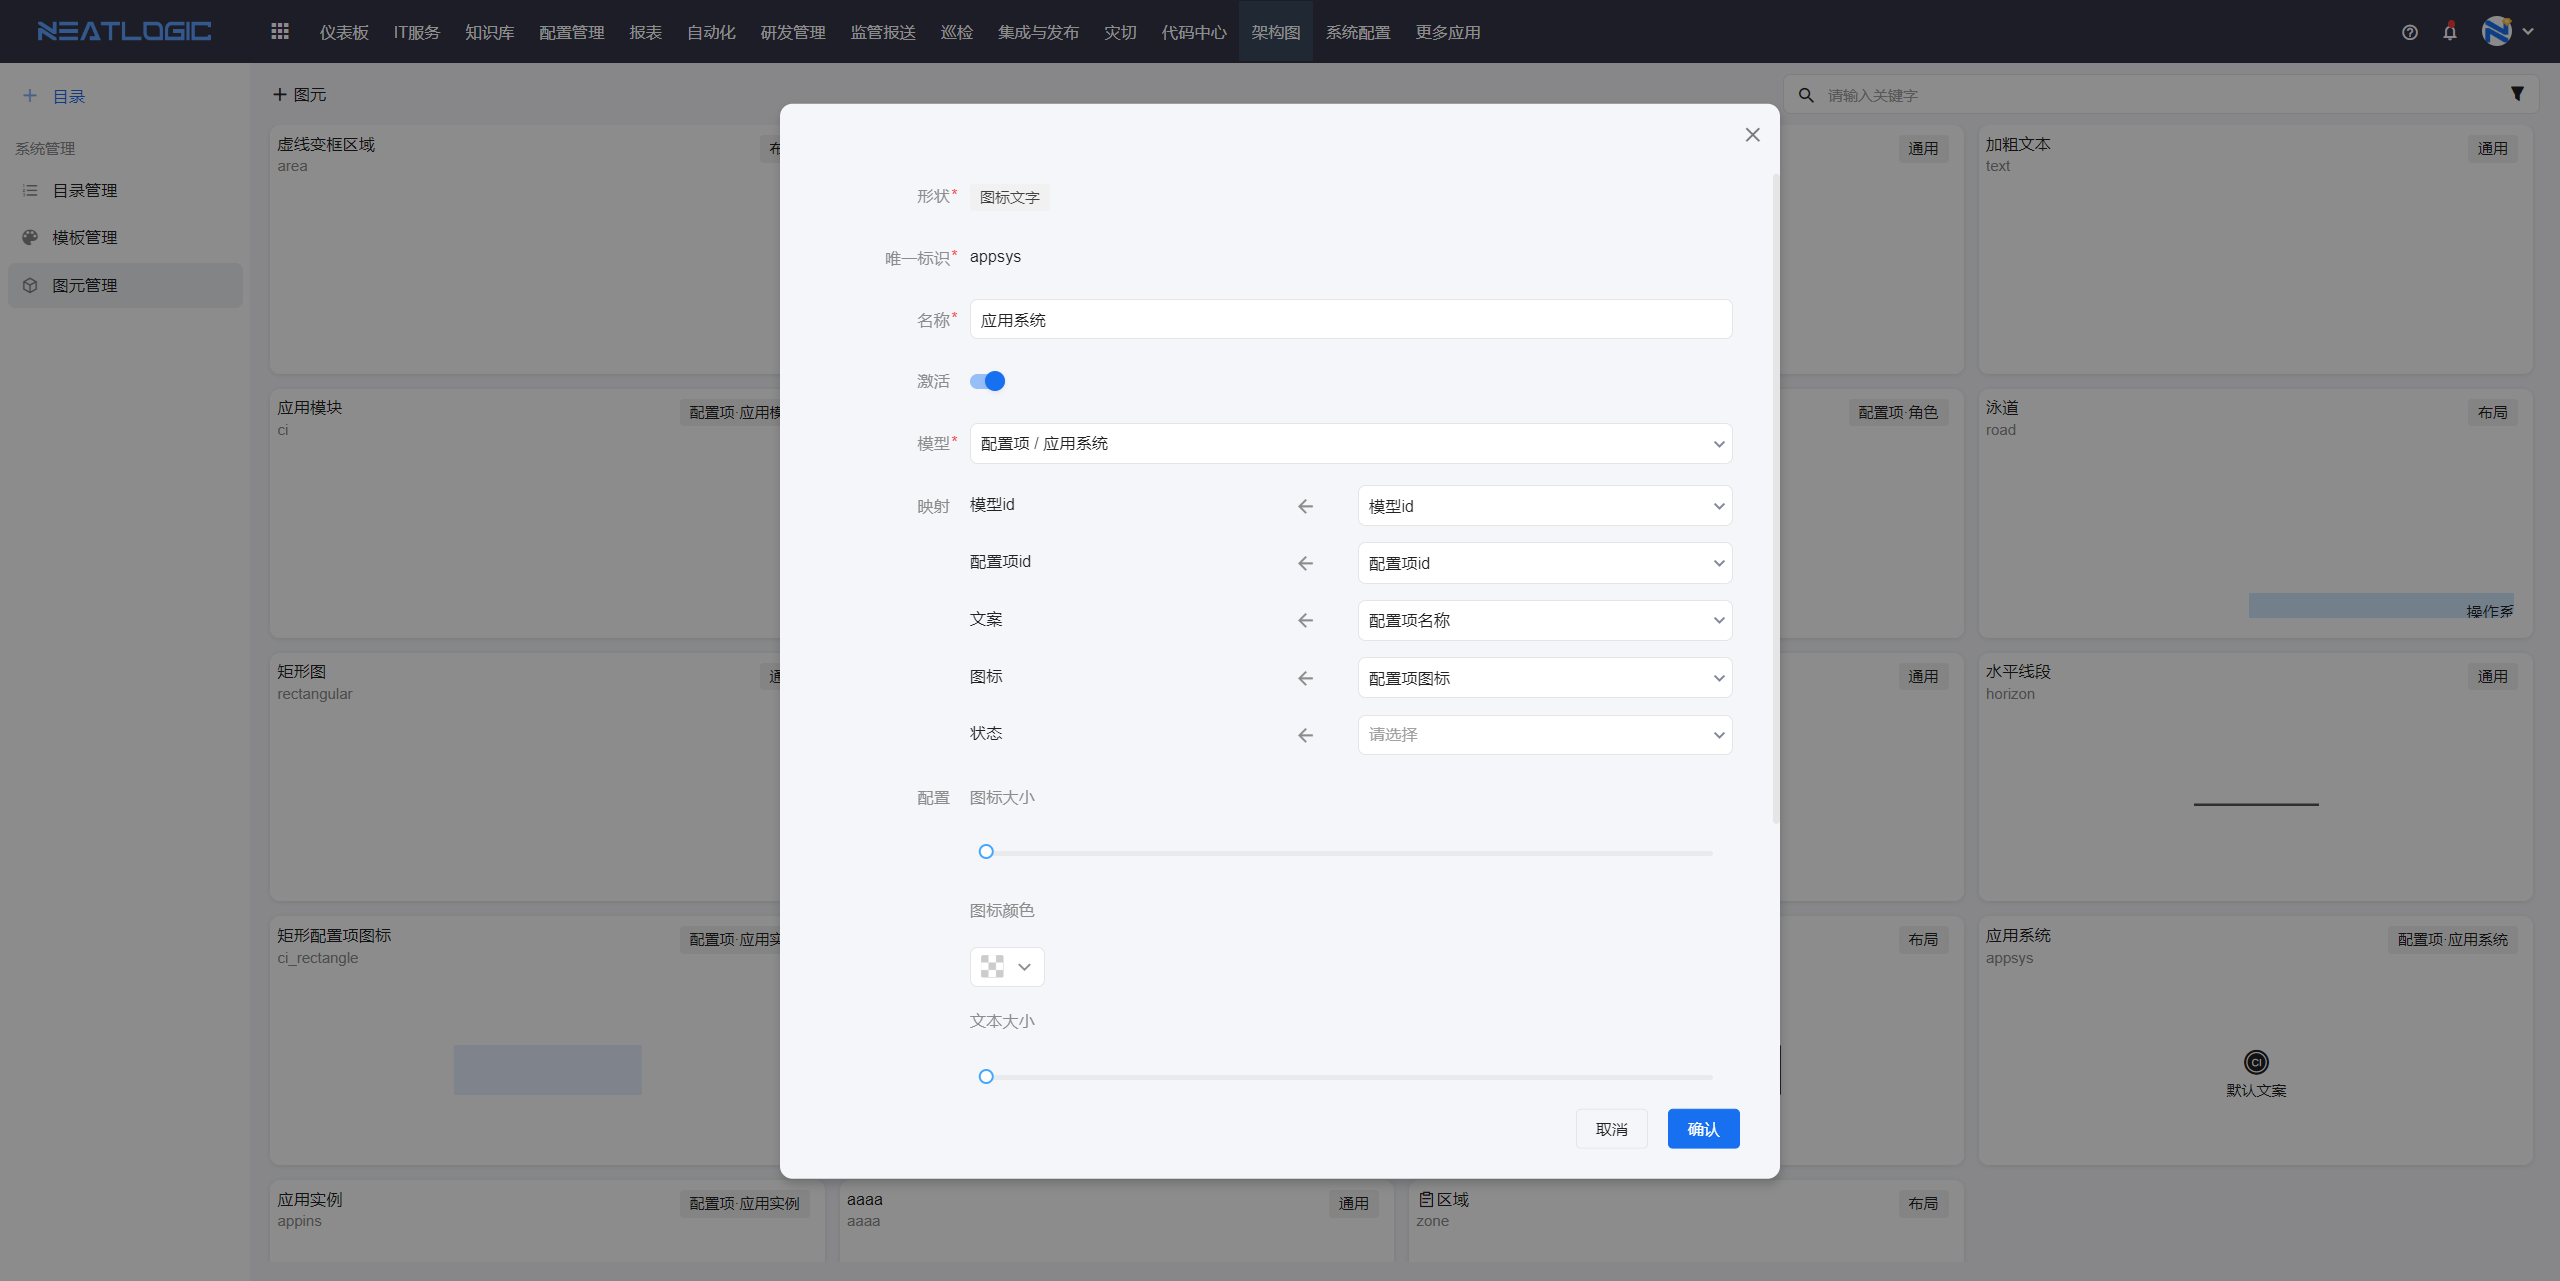 NEATLOGIC
仪表板 IT服务 知识库 配置管理 报表 自动化 研发管理 监管报送 巡检 集成与发布 灾切 代码中心 架构图 系统配置 更多应用
目录
系统管理
目录管理
模板管理
图元管理
图元
请输入关键字
虚线变框区域
area
布
通用
加粗文本
text
通用
应用模块
ci
配置项·应用模
配置项·角色
泳道
road
布局
操作系
矩形图
rectangular
通
通用
水平线段
horizon
通用
矩形配置项图标
ci_rectangle
配置项·应用实
布局
应用系统
appsys
配置项·应用系统
CI
默认文案
应用实例
appins
配置项·应用实例
aaaa
aaaa
通用
区域
zone
布局
形状* 图标文字
唯一标识* appsys
名称* 应用系统
激活
模型* 配置项 / 应用系统
映射 模型id 模型id
配置项id 配置项id
文案 配置项名称
图标 配置项图标
状态 请选择
配置 图标大小
图标颜色
文本大小
取消 确认